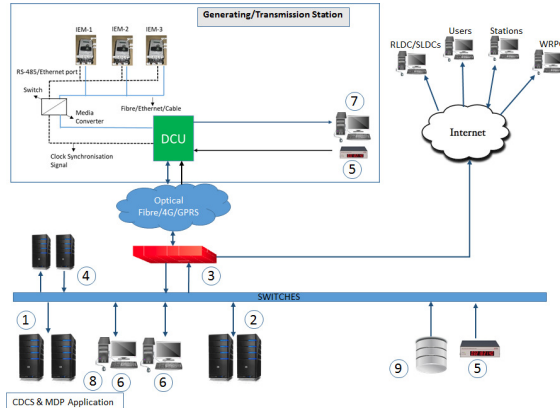 Generating/Transmission Station
IEM-1
IEM-2
IEM-3
RS-485/Ethernet port
Switch
Media
Converter
Fibre/Ethernet/Cable
DCU
Clock Synchronisation
Signal
7
5
RLDC/SLDCs
Users
Stations
WRPC
Internet
Optical
Fibre/4G/GPRS
3
4
SWITCHES
1
2
8
6
6
9
5
CDCS & MDP Application